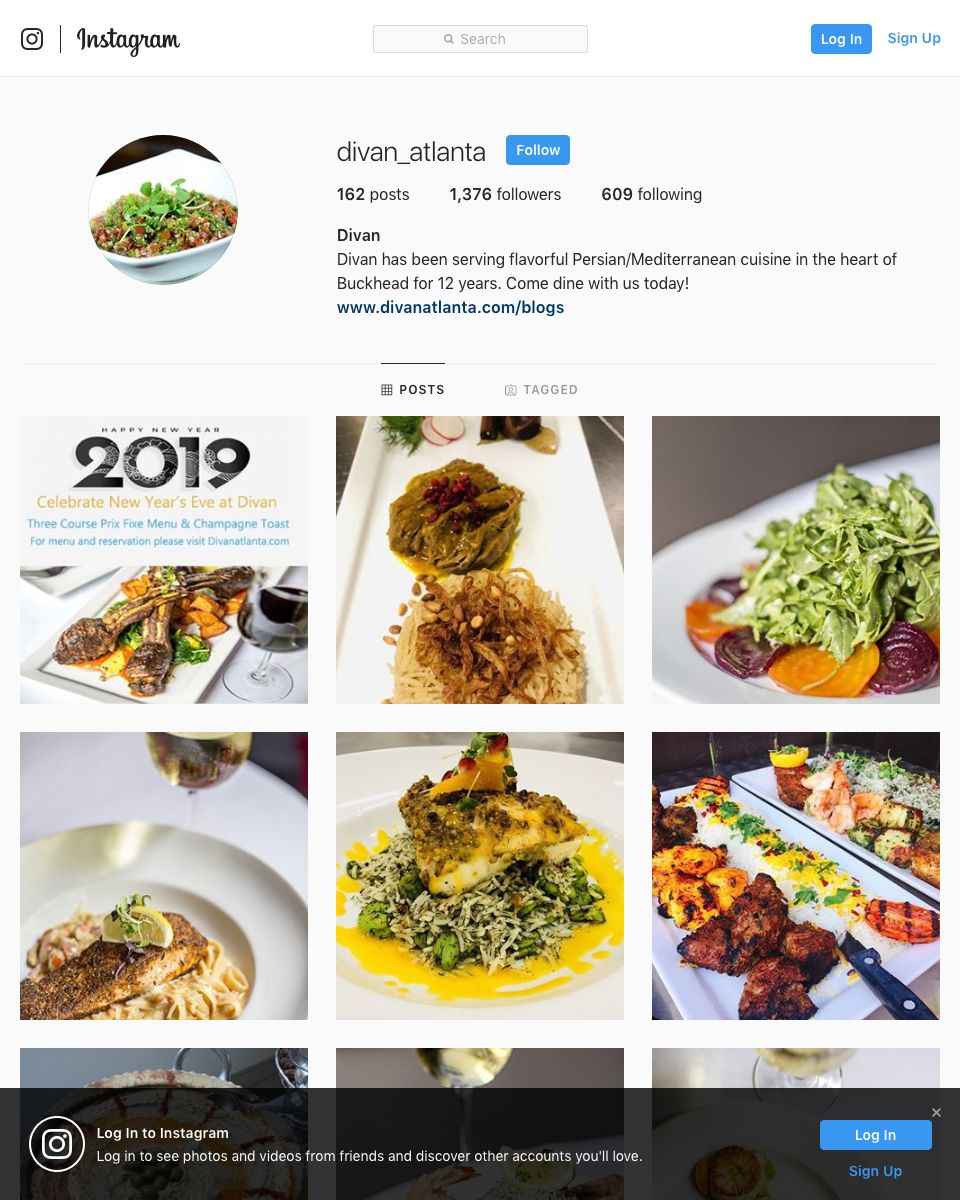 Instagram
Search
Log In
Sign Up
divan_atlanta
Follow
162 posts
1,376 followers
609 following
Divan
Divan has been serving flavorful Persian/Mediterranean cuisine in the heart of
Buckhead for 12 years. Come dine with us today!
www.divanatlanta.com/blogs
POSTS
TAGGED
HAPPY NEW YEAR
2019
Celebrate New Year's Eve at Divan
Three Course Prix Fixe Menu & Champagne Toast
For menu and reservation please visit Divanatlanta.com
Log In to Instagram
Log in to see photos and videos from friends and discover other accounts you'll love.
Log In
Sign Up